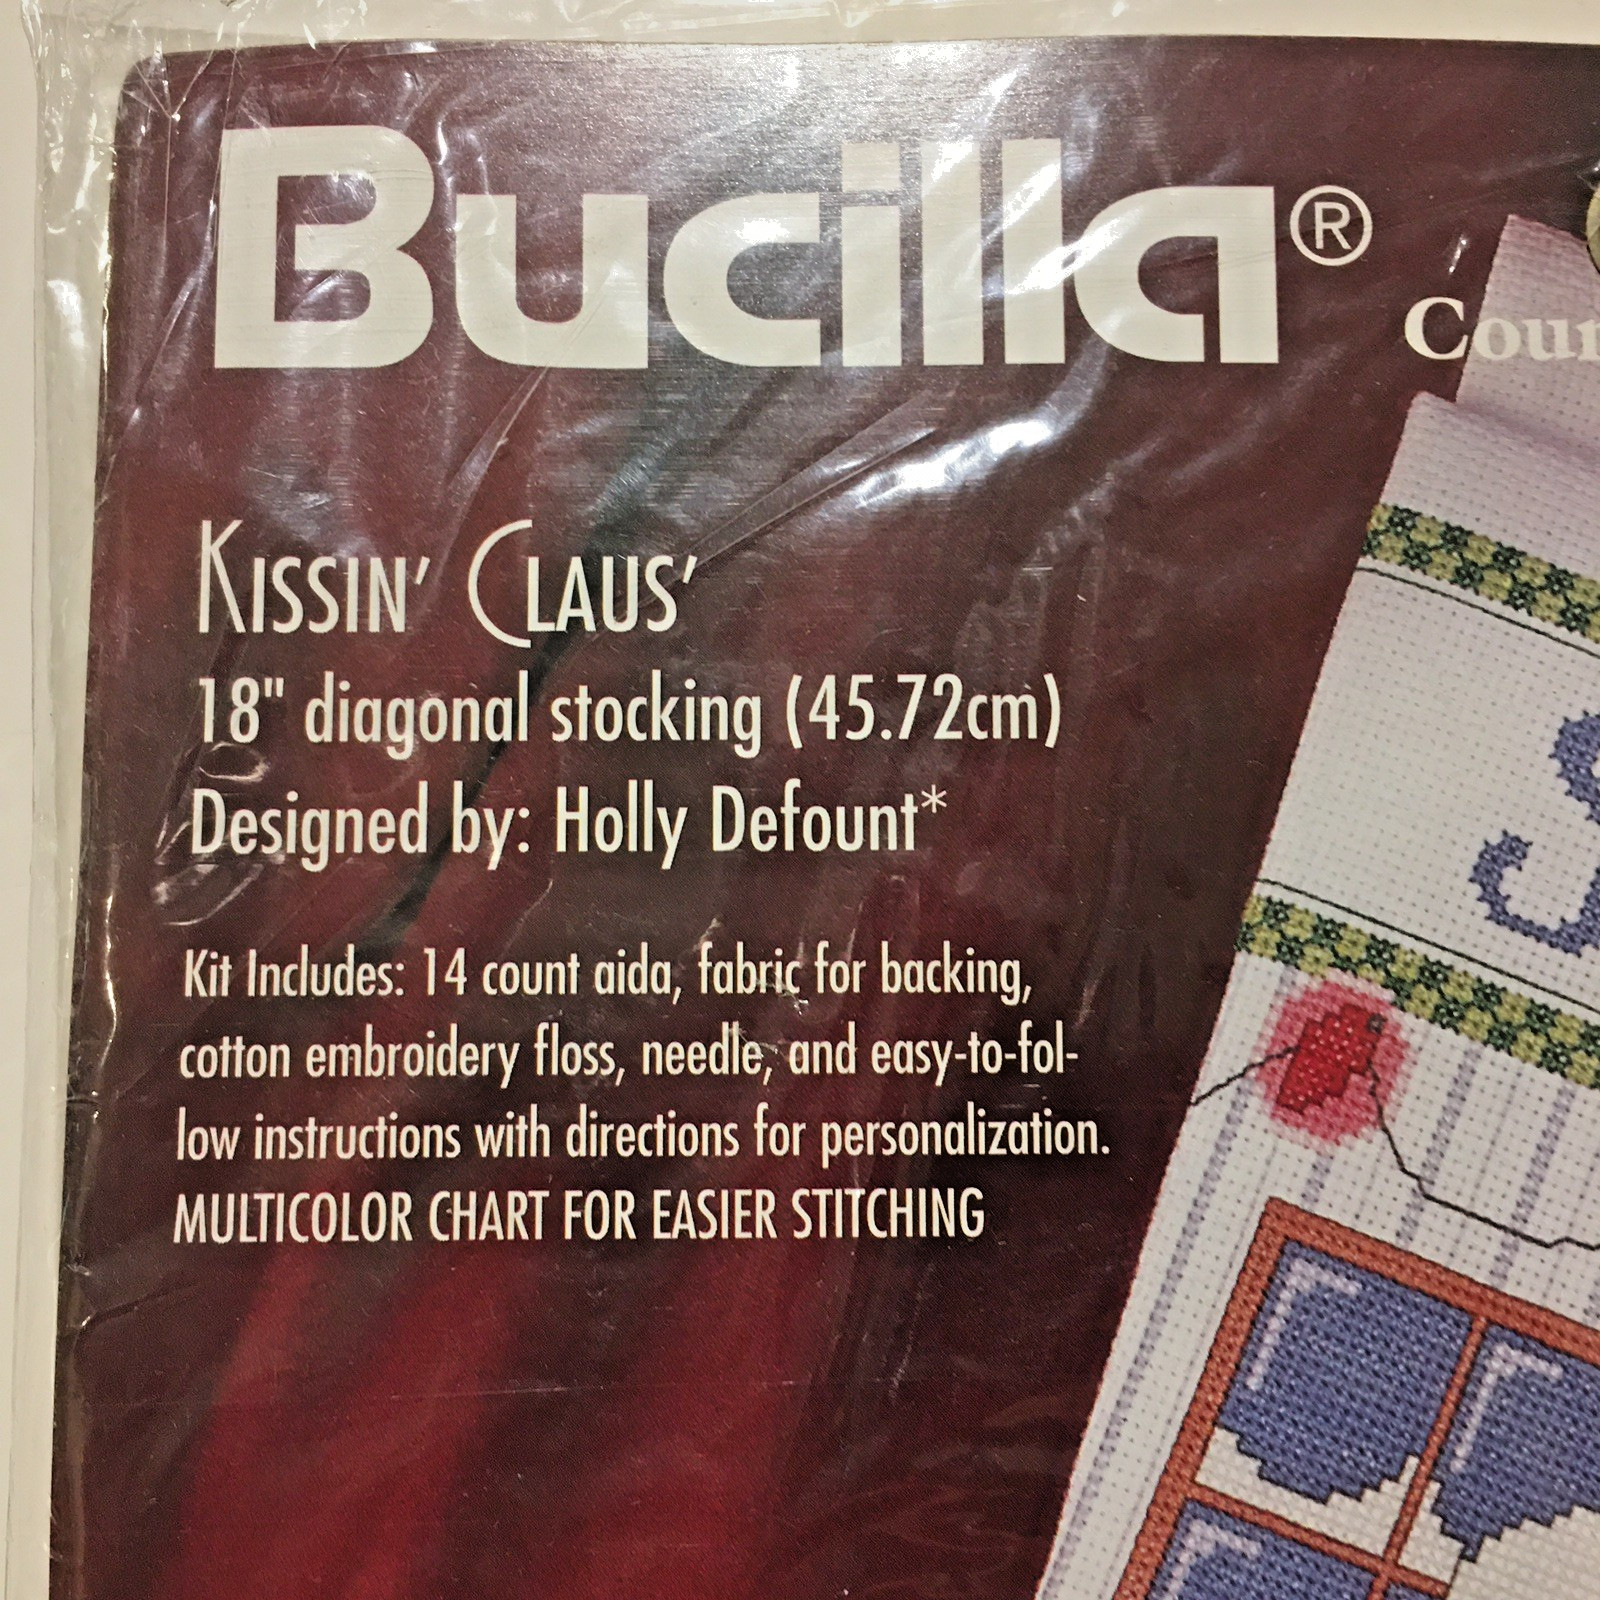 Bucilla®
KISSIN' CLAUS'
18" diagonal stocking (45.72cm)
Designed by: Holly Defount*
Kit Includes: 14 count aida, fabric for backing,
cotton embroidery floss, needle, and easy-to-fol-
low instructions with directions for personalization.
MULTICOLOR CHART FOR EASIER STITCHING